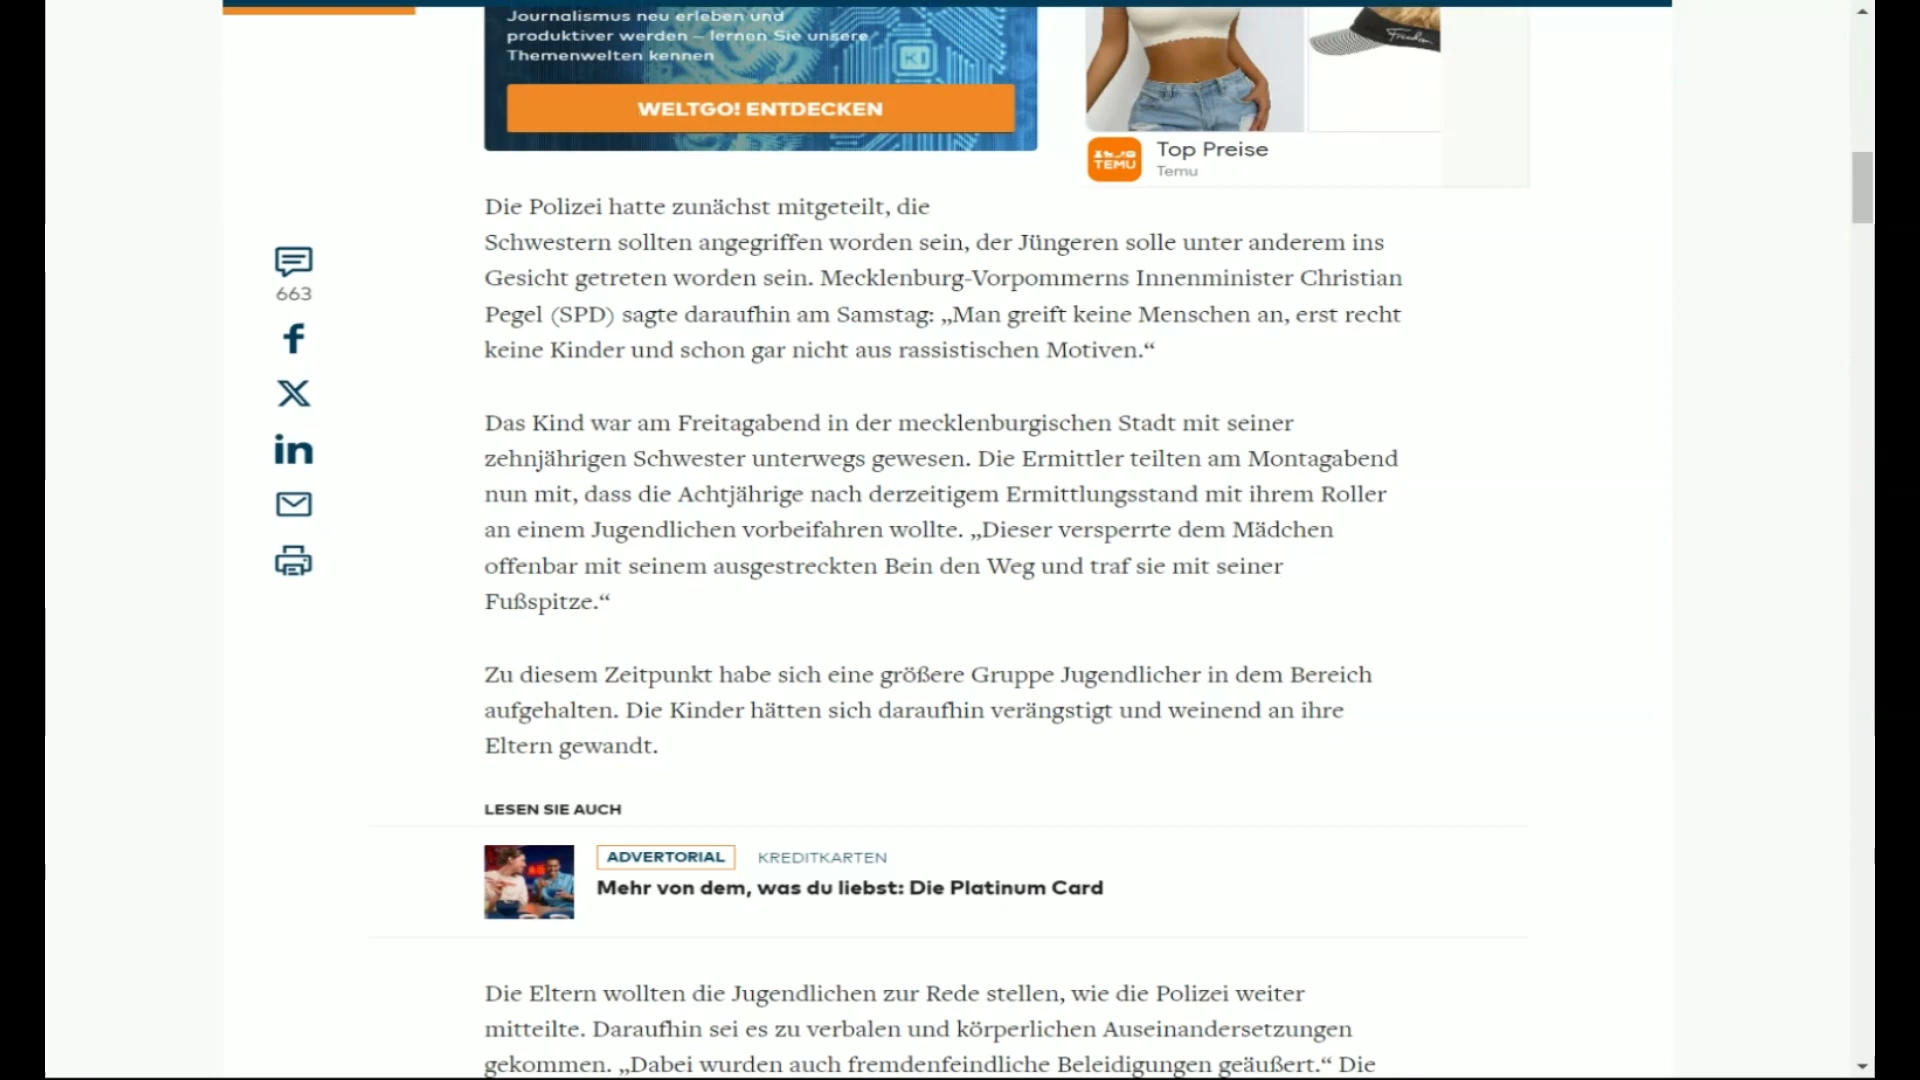 Journalismus neu erleben und
produktiver werden – lernen Sie unsere
Themenwelten kennen
WELTGO! ENTDECKEN
KI
Freedom
TEMU
Top Preise
Temu
Die Polizei hatte zunächst mitgeteilt, die
Schwestern sollten angegriffen worden sein, der Jüngeren solle unter anderem ins
Gesicht getreten worden sein. Mecklenburg-Vorpommerns Innenminister Christian
Pegel (SPD) sagte daraufhin am Samstag: „Man greift keine Menschen an, erst recht
keine Kinder und schon gar nicht aus rassistischen Motiven.“
663
Das Kind war am Freitagabend in der mecklenburgischen Stadt mit seiner
zehnjährigen Schwester unterwegs gewesen. Die Ermittler teilten am Montagabend
nun mit, dass die Achtjährige nach derzeitigem Ermittlungsstand mit ihrem Roller
an einem Jugendlichen vorbeifahren wollte. „Dieser versperrte dem Mädchen
offenbar mit seinem ausgestreckten Bein den Weg und traf sie mit seiner
Fußspitze.“
Zu diesem Zeitpunkt habe sich eine größere Gruppe Jugendlicher in dem Bereich
aufgehalten. Die Kinder hätten sich daraufhin verängstigt und weinend an ihre
Eltern gewandt.
LESEN SIE AUCH
ADVERTORIAL KREDITKARTEN
Mehr von dem, was du liebst: Die Platinum Card
Die Eltern wollten die Jugendlichen zur Rede stellen, wie die Polizei weiter
mitteilte. Daraufhin sei es zu verbalen und körperlichen Auseinandersetzungen
gekommen. „Dabei wurden auch fremdenfeindliche Beleidigungen geäußert.“ Die